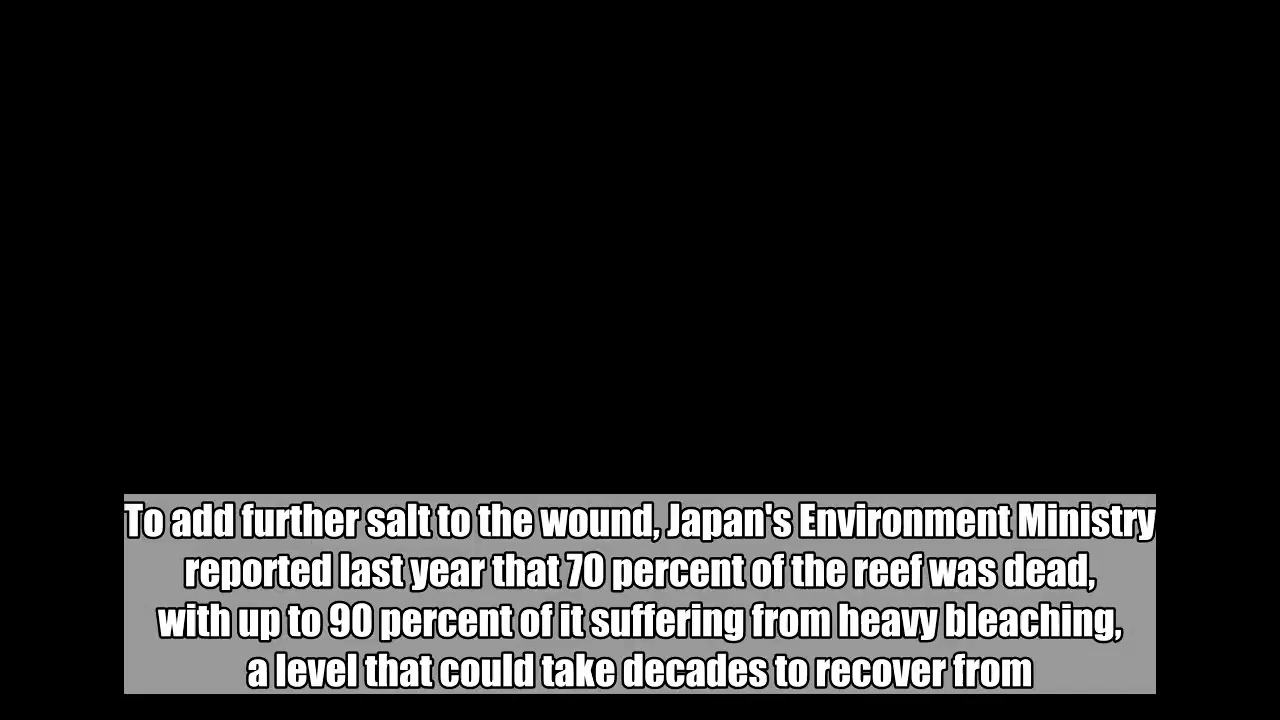 To add further salt to the wound, Japan's Environment Ministry
reported last year that 70 percent of the reef was dead,
with up to 90 percent of it suffering from heavy bleaching,
a level that could take decades to recover from